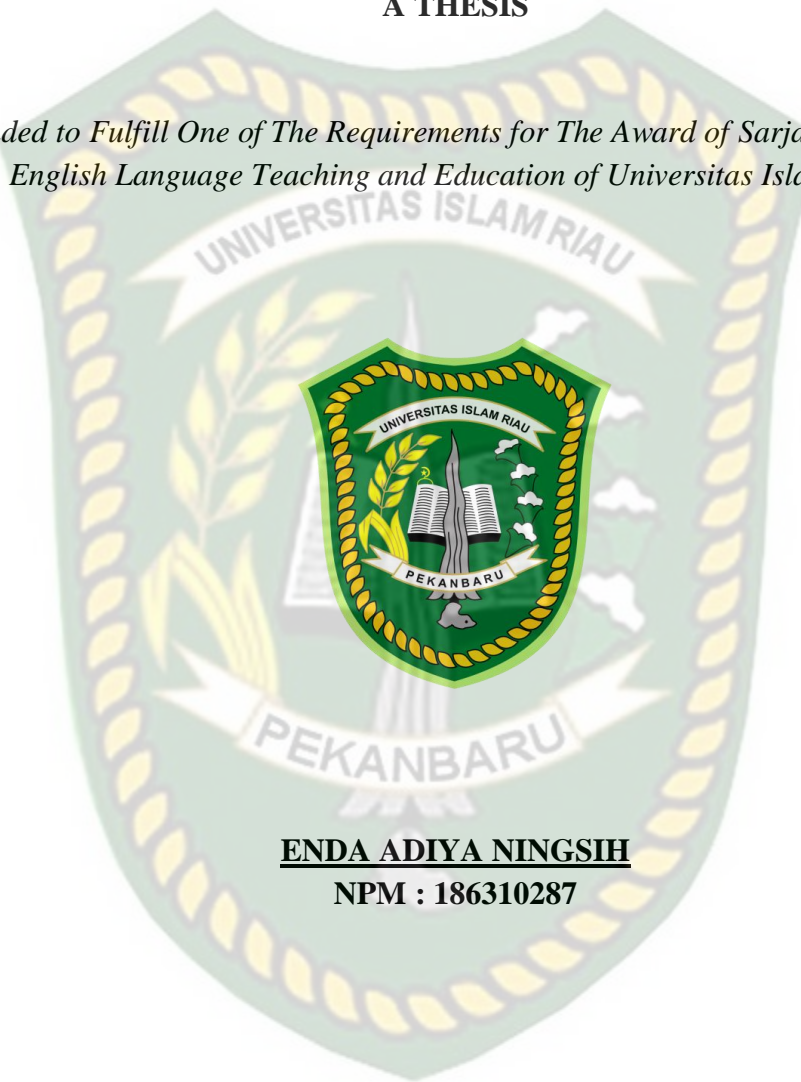 A THESIS
ded to Fulfill One of The Requirements for The Award of Sarja
English Language Teaching and Education of Universitas Isla
UNIVERSITAS ISLAM RIAU
UNIVERSITAS ISLAM RIAU
PEKANBARU
PEKANBARU
ENDA ADIYA NINGSIH
NPM : 186310287